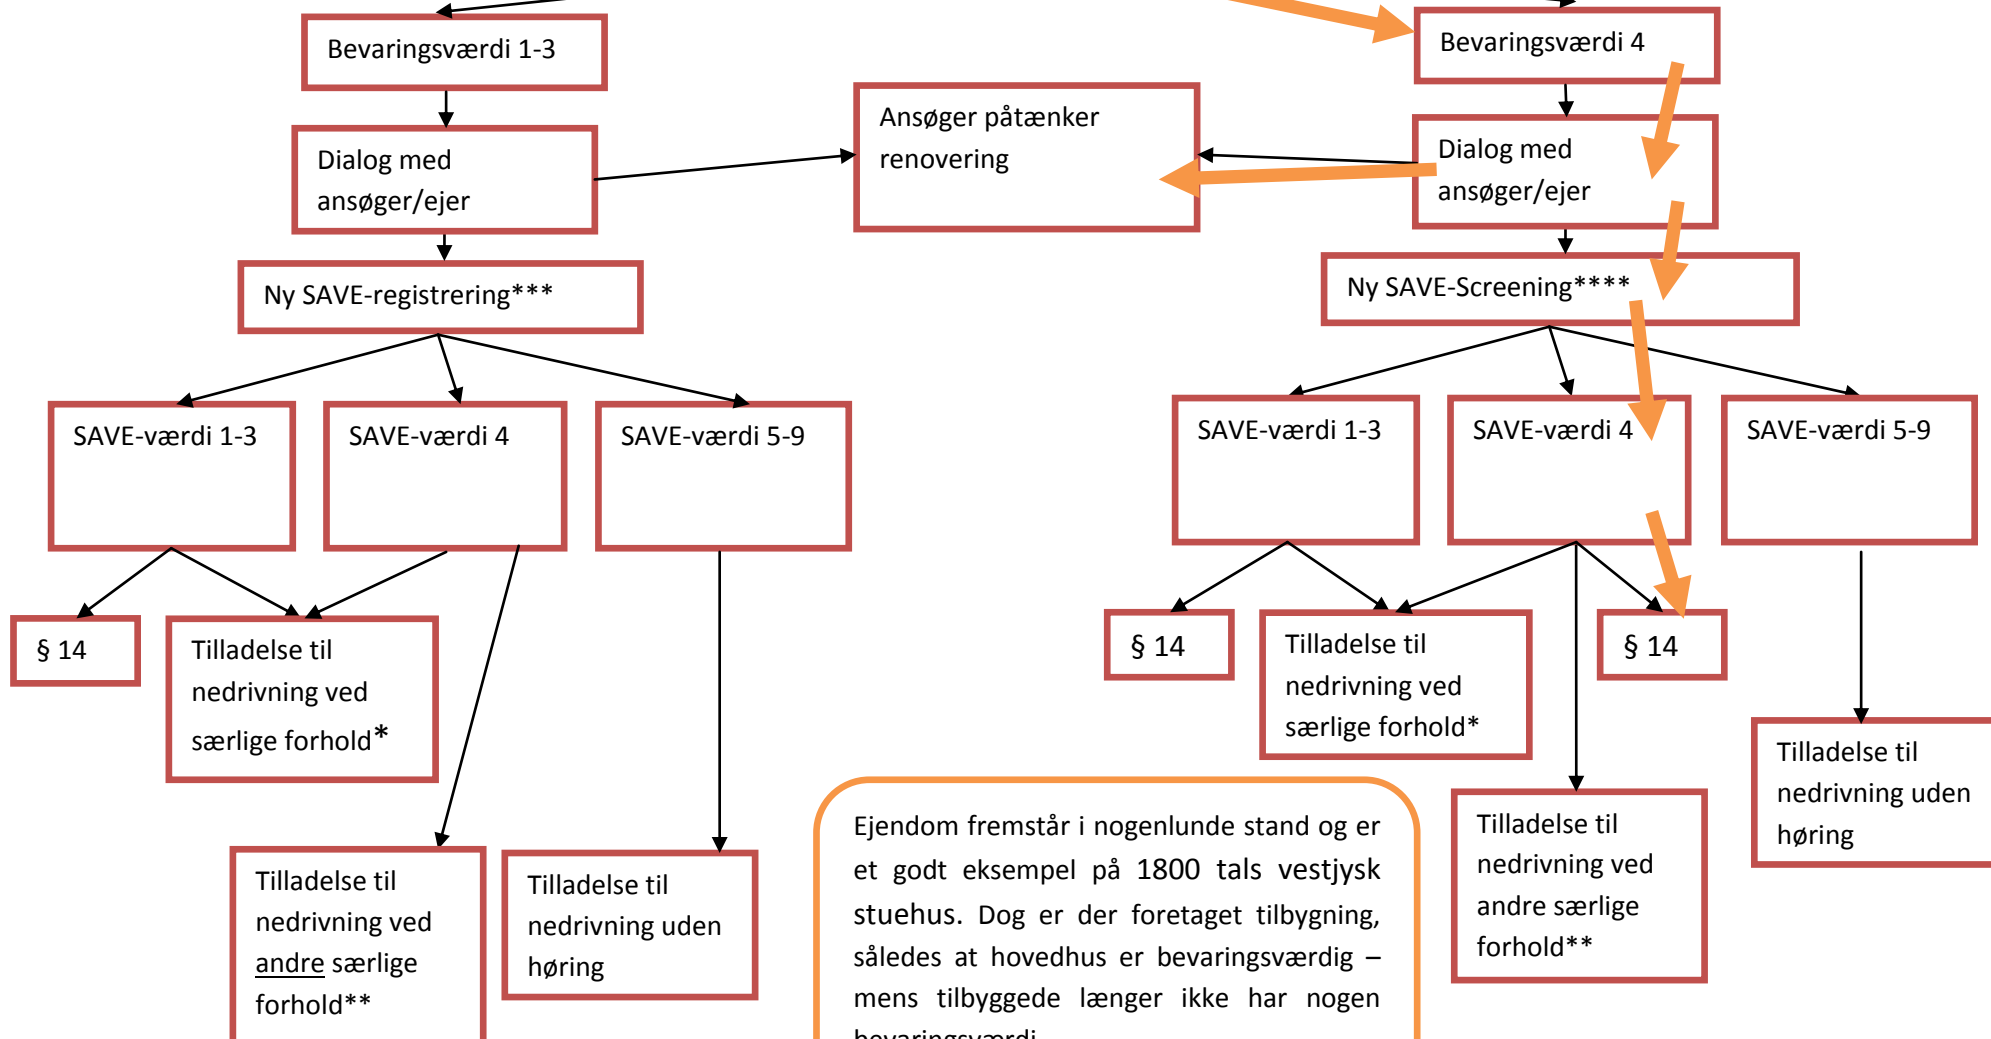 Bevaringsværdi 1-3
Bevaringsværdi 4
Ansøger påtænker
renovering
Dialog med
ansøger/ejer
Dialog med
ansøger/ejer
Ny SAVE-registrering***
Ny SAVE-Screening****
SAVE-værdi 1-3
SAVE-værdi 4
SAVE-værdi 5-9
SAVE-værdi 1-3
SAVE-værdi 4
SAVE-værdi 5-9
§ 14
Tilladelse til
nedrivning ved
særlige forhold*
§ 14
Tilladelse til
nedrivning ved
særlige forhold*
§ 14
Tilladelse til
nedrivning uden
høring
Tilladelse til
nedrivning ved
andre særlige
forhold**
Tilladelse til
nedrivning uden
høring
Ejendom fremstår i nogenlunde stand og er
et godt eksempel på 1800 tals vestjysk
stuehus. Dog er der foretaget tilbygning,
således at hovedhus er bevaringsværdig –
mens tilbyggede længer ikke har nogen
bevaringsværdi
Tilladelse til
nedrivning ved
andre særlige
forhold**